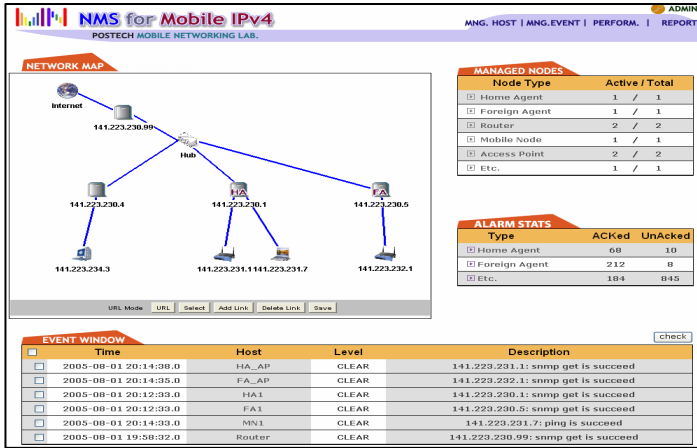 ADMIN
NMS for Mobile IPv4
MNG. HOST | MNG.EVENT | PERFORM. | REPORT
POSTECH MOBILE NETWORKING LAB.
NETWORK MAP
Internet
141.223.230.99
Hub
141.223.230.4
HA
141.223.230.1
FA
141.223.230.5
141.223.234.3
141.223.231.1
141.223.231.7
141.223.232.1
URL Mode URL Select Add Link Delete Link Save
MANAGED NODES
Node Type Active / Total
Home Agent 1 / 1
Foreign Agent 1 / 1
Router 2 / 2
Mobile Node 1 / 1
Access Point 2 / 2
Etc. 1 / 1
ALARM STATS
Type ACKed UnAcked
Home Agent 68 10
Foreign Agent 212 8
Etc. 184 845
EVENT WINDOW
check
Time Host Level Description
2005-08-01 20:14:38.0 HA_AP CLEAR 141.223.231.1: snmp get is succeed
2005-08-01 20:14:35.0 FA_AP CLEAR 141.223.232.1: snmp get is succeed
2005-08-01 20:12:33.0 HA1 CLEAR 141.223.230.1: snmp get is succeed
2005-08-01 20:12:33.0 FA1 CLEAR 141.223.230.5: snmp get is succeed
2005-08-01 20:14:33.0 MN1 CLEAR 141.223.231.7: ping is succeed
2005-08-01 19:58:32.0 Router CLEAR 141.223.230.99: snmp get is succeed